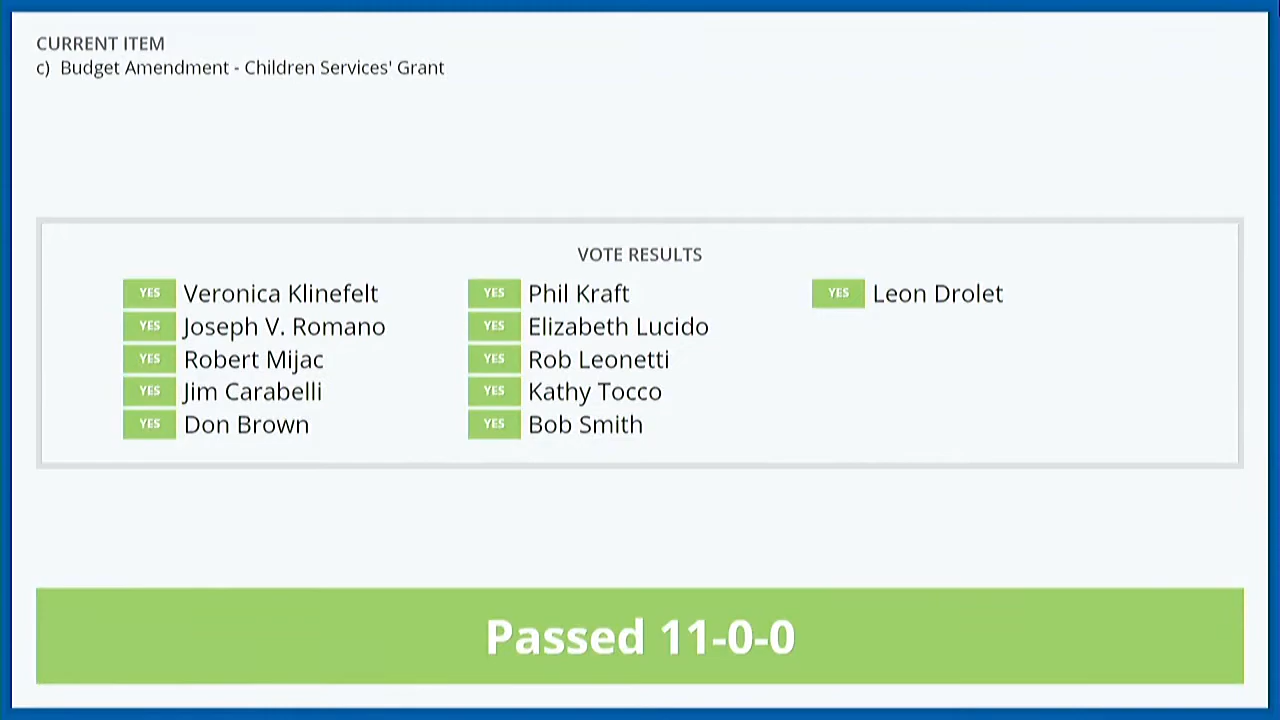 CURRENT ITEM
c) Budget Amendment - Children Services' Grant
VOTE RESULTS
YES Veronica Klinefelt
YES Joseph V. Romano
YES Robert Mijac
YES Jim Carabelli
YES Don Brown
YES Phil Kraft
YES Elizabeth Lucido
YES Rob Leonetti
YES Kathy Tocco
YES Bob Smith
YES Leon Drolet
Passed 11-0-0